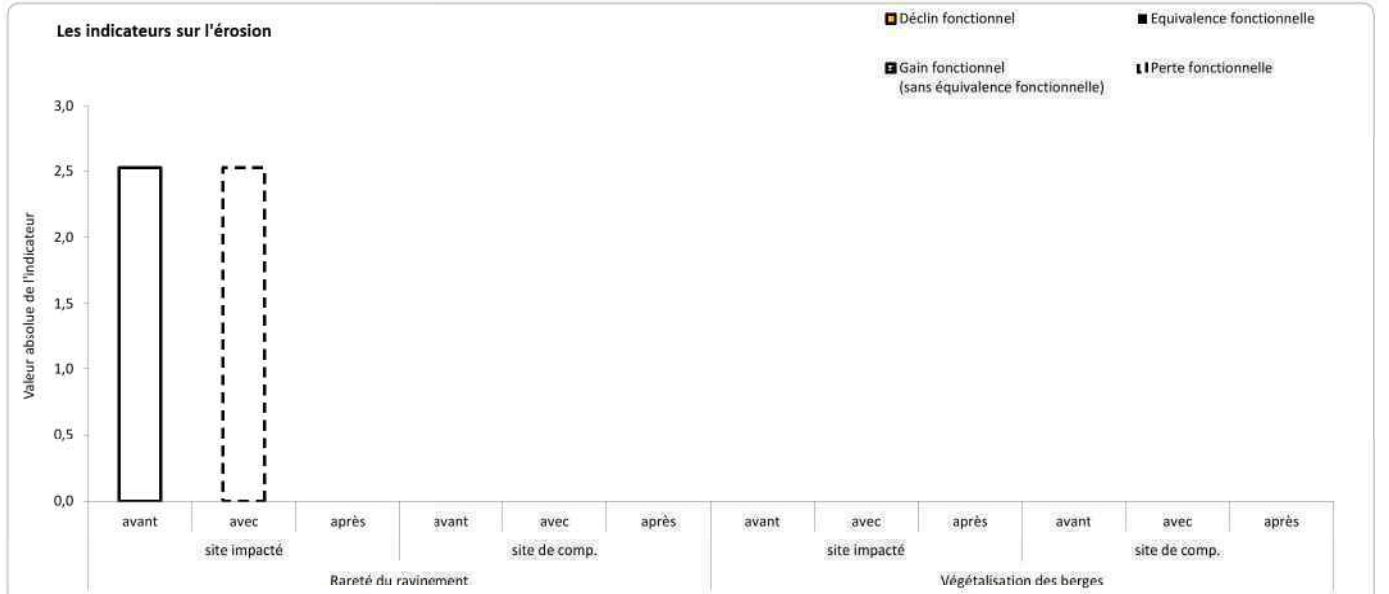 Les indicateurs sur l'érosion
Déclin fonctionnel
Equivalence fonctionnelle
Gain fonctionnel
(sans équivalence fonctionnelle)
Perte fonctionnelle
Valeur absolue de l'indicateur
3,0
2,5
2,0
1,5
1,0
0,5
0,0
avant avec après avant avec après avant avec après avant avec après
site impacté site de comp. site impacté site de comp.
Rareté du ravinement Végétalisation des berges